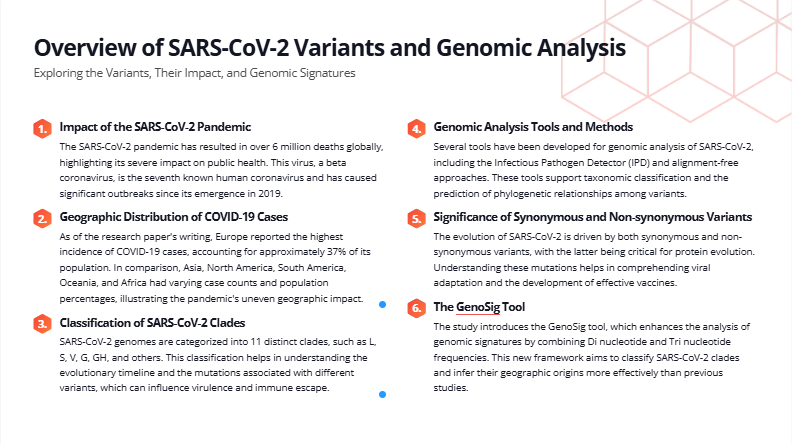 Overview of SARS-CoV-2 Variants and Genomic Analysis
Exploring the Variants, Their Impact, and Genomic Signatures
1. Impact of the SARS-CoV-2 Pandemic
The SARS-CoV-2 pandemic has resulted in over 6 million deaths globally,
highlighting its severe impact on public health. This virus, a beta
coronavirus, is the seventh known human coronavirus and has caused
significant outbreaks since its emergence in 2019.
2. Geographic Distribution of COVID-19 Cases
As of the research paper's writing, Europe reported the highest
incidence of COVID-19 cases, accounting for approximately 37% of its
population. In comparison, Asia, North America, South America,
Oceania, and Africa had varying case counts and population
percentages, illustrating the pandemic's uneven geographic impact.
3. Classification of SARS-CoV-2 Clades
SARS-CoV-2 genomes are categorized into 11 distinct clades, such as L,
S, V, G, GH, and others. This classification helps in understanding the
evolutionary timeline and the mutations associated with different
variants, which can influence virulence and immune escape.
4. Genomic Analysis Tools and Methods
Several tools have been developed for genomic analysis of SARS-CoV-2,
including the Infectious Pathogen Detector (IPD) and alignment-free
approaches. These tools support taxonomic classification and the
prediction of phylogenetic relationships among variants.
5. Significance of Synonymous and Non-synonymous Variants
The evolution of SARS-CoV-2 is driven by both synonymous and non-
synonymous variants, with the latter being critical for protein evolution.
Understanding these mutations helps in comprehending viral
adaptation and the development of effective vaccines.
6. The GenoSig Tool
The study introduces the GenoSig tool, which enhances the analysis of
genomic signatures by combining Di nucleotide and Tri nucleotide
frequencies. This new framework aims to classify SARS-CoV-2 clades
and infer their geographic origins more effectively than previous
studies.